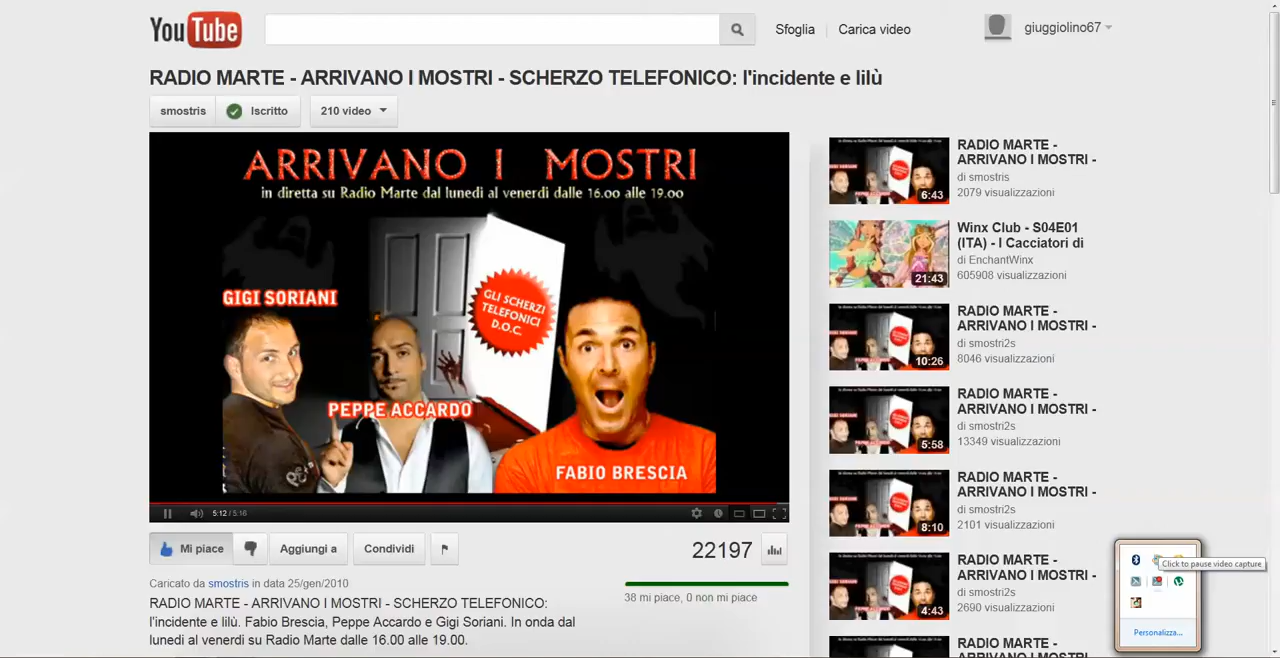 YouTube
Sfoglia
Carica video
giuggiolino67
RADIO MARTE - ARRIVANO I MOSTRI - SCHERZO TELEFONICO: l'incidente e lilù
smostris
Iscritto
210 video
ARRIVANO I MOSTRI
in diretta su Radio Marte dal lunedì al venerdì dalle 16.00 alle 19.00
GIGI SORIANI
GLI SCHERZI
TELEFONICI
D.O.C.
PEPPE ACCARDO
FABIO BRESCIA
5:12 / 5:16
Mi piace
Aggiungi a
Condividi
22197
Caricato da smostris in data 25/gen/2010
38 mi piace, 0 non mi piace
RADIO MARTE - ARRIVANO I MOSTRI - SCHERZO TELEFONICO:
l'incidente e lilù. Fabio Brescia, Peppe Accardo e Gigi Soriani. In onda dal
lunedi al venerdi su Radio Marte dalle 16.00 alle 19.00.
6:43
RADIO MARTE -
ARRIVANO I MOSTRI -
di smostris
2079 visualizzazioni
21:43
Winx Club - S04E01
(ITA) - I Cacciatori di
di EnchantWinx
605908 visualizzazioni
10:26
RADIO MARTE -
ARRIVANO I MOSTRI -
di smostri2s
8046 visualizzazioni
5:58
RADIO MARTE -
ARRIVANO I MOSTRI -
di smostri2s
13349 visualizzazioni
8:10
RADIO MARTE -
ARRIVANO I MOSTRI -
di smostri2s
2101 visualizzazioni
4:43
RADIO MARTE -
ARRIVANO I MOSTRI -
di smostri2s
2690 visualizzazioni
RADIO MARTE -
ARRIVANO I MOSTRI -
Click to pause video capture
Personalizza...